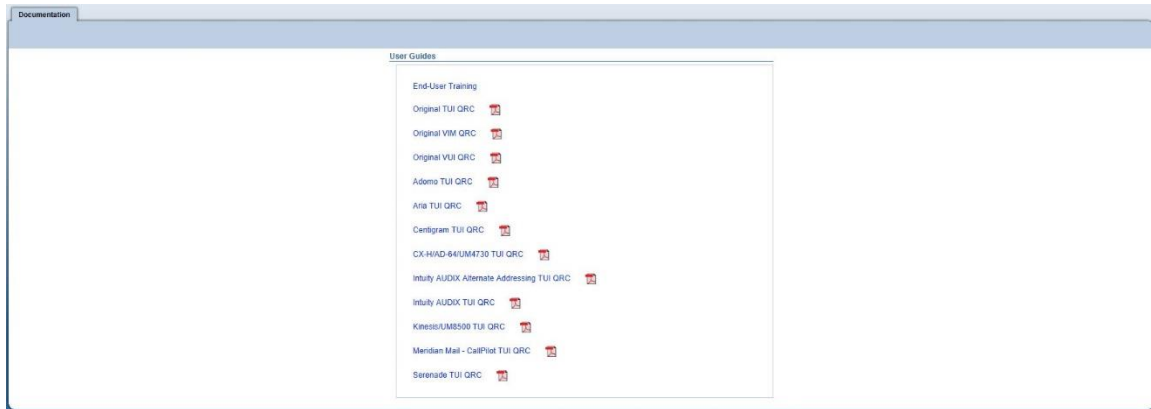 Documentation
User Guides
End-User Training
Original TUI QRC
Original VIM QRC
Original VUI QRC
Adomo TUI QRC
Aria TUI QRC
Centigram TUI QRC
CX-H/AD-64/UM4730 TUI QRC
Intuity AUDIX Alternate Addressing TUI QRC
Intuity AUDIX TUI QRC
Kinesis/UM8500 TUI QRC
Meridian Mail - CallPilot TUI QRC
Serenade TUI QRC